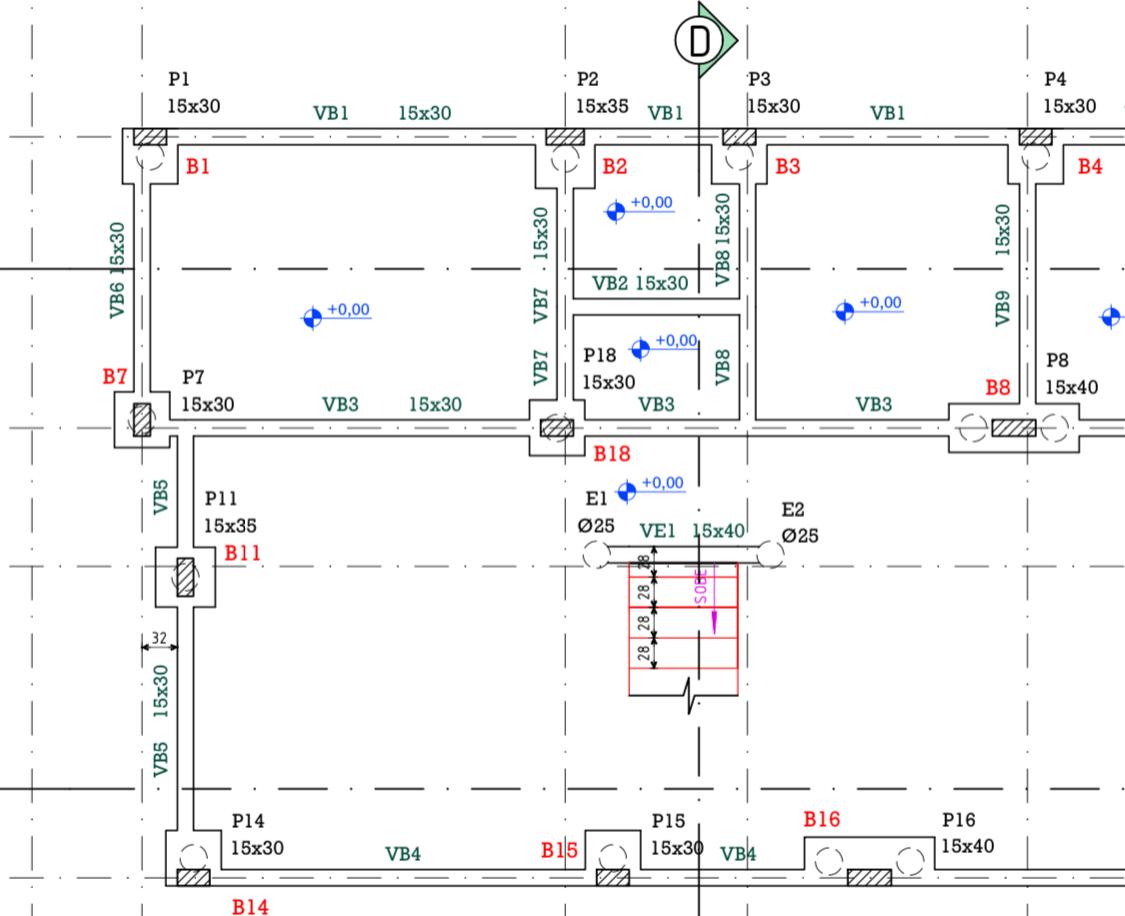 D
P1
15x30
VB1 15x30
P2
15x35
VB1
P3
15x30
VB1
P4
15x30
B1
B2
B3
B4
VB6 15x30
15x30
VB7
VB7
+0,00
VB8 15x30
VB2 15x30
15x30
VB9
+0,00
+0,00
+0,00
VB8
P18
15x30
B7
P7
15x30
VB3 15x30
VB3
VB3
B8
P8
15x40
B18
+0,00
VB5
P11
15x35
B11
E1
Ø25
VE1 15x40
E2
Ø25
28
28
28
28
SOBE
32
15x30
VB5
P14
15x30
VB4
B15
P15
15x30
VB4
B16
P16
15x40
B14